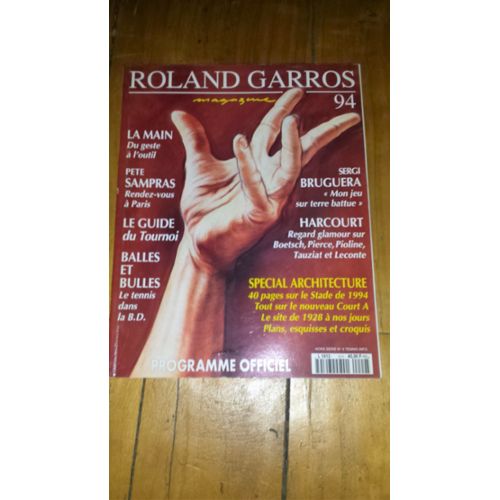 ROLAND GARROS
magazine
94
LA MAIN
Du geste
à l'outil
PETE
SAMPRAS
Rendez-vous
à Paris
LE GUIDE
du Tournoi
BALLES
ET
BULLES
Le tennis
dans
la B.D.
SERGI
BRUGUERA
« Mon jeu
sur terre battue »
HARCOURT
Regard glamour sur
Boetsch, Pierce, Pioline,
Tauziat et Leconte
SPECIAL ARCHITECTURE
40 pages sur le Stade de 1994
Tout sur le nouveau Court A
Le site de 1928 à nos jours
Plans, esquisses et croquis
PROGRAMME OFFICIEL